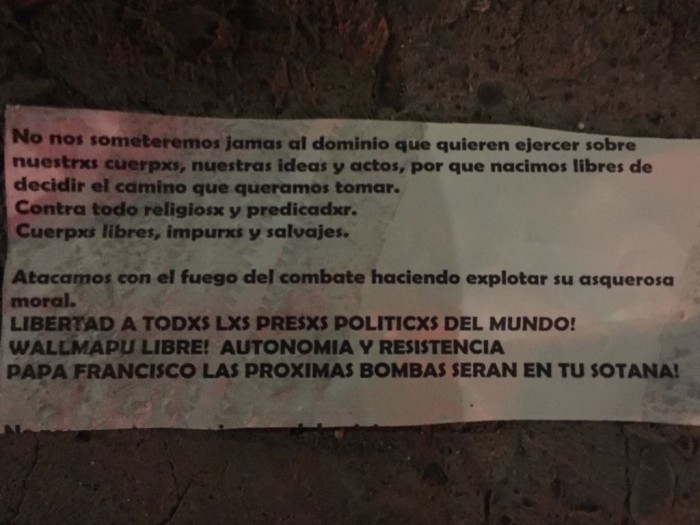 No nos someteremos jamas al dominio que quieren ejercer sobre
nuestrxs cuerpxs, nuestras ideas y actos, por que nacimos libres de
decidir el camino que queramos tomar.
Contra todo religiosx y predicadxr.
Cuerpxs libres, impurxs y salvajes.
Atacamos con el fuego del combate haciendo explotar su asquerosa
moral.
LIBERTAD A TODXS LXS PRESXS POLITICXS DEL MUNDO!
WALLMAPU LIBRE! AUTONOMIA Y RESISTENCIA
PAPA FRANCISCO LAS PROXIMAS BOMBAS SERAN EN TU SOTANA!